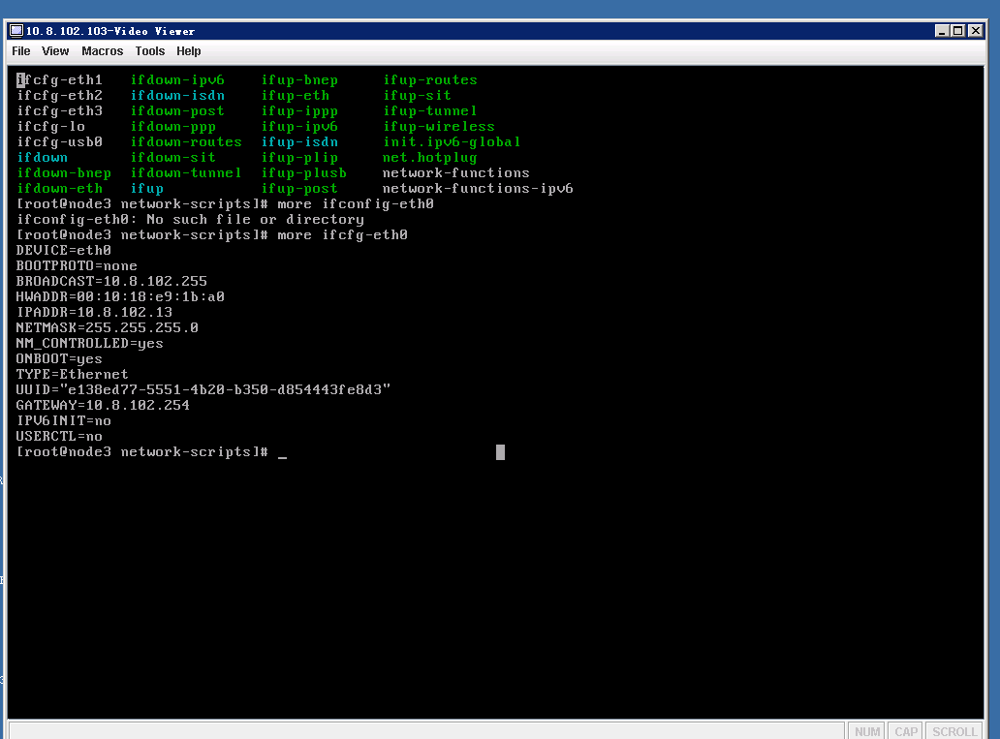 10.8.102.103-Video Viewer
File View Macros Tools Help
ifcfg-eth1 ifdown-ipv6 ifup-bnep ifup-routes
ifcfg-eth2 ifdown-isdn ifup-eth ifup-sit
ifcfg-eth3 ifdown-post ifup-ippp ifup-tunnel
ifcfg-lo ifdown-ppp ifup-ipv6 ifup-wireless
ifcfg-usb0 ifdown-routes ifup-isdn init.ipv6-global
ifdown ifdown-sit ifup-plip net.hotplug
ifdown-bnep ifdown-tunnel ifup-plusb network-functions
ifdown-eth ifup ifup-post network-functions-ipv6
[root@node3 network-scripts]# more ifconfig-eth0
ifconfig-eth0: No such file or directory
[root@node3 network-scripts]# more ifcfg-eth0
DEVICE=eth0
BOOTPROTO=none
BROADCAST=10.8.102.255
HWADDR=00:10:18:e9:1b:a0
IPADDR=10.8.102.13
NETMASK=255.255.255.0
NM_CONTROLLED=yes
ONBOOT=yes
TYPE=Ethernet
UUID="e138ed77-5551-4b20-b350-d854443fe8d3"
GATEWAY=10.8.102.254
IPV6INIT=no
USERCTL=no
[root@node3 network-scripts]# _
NUM CAP SCROLL